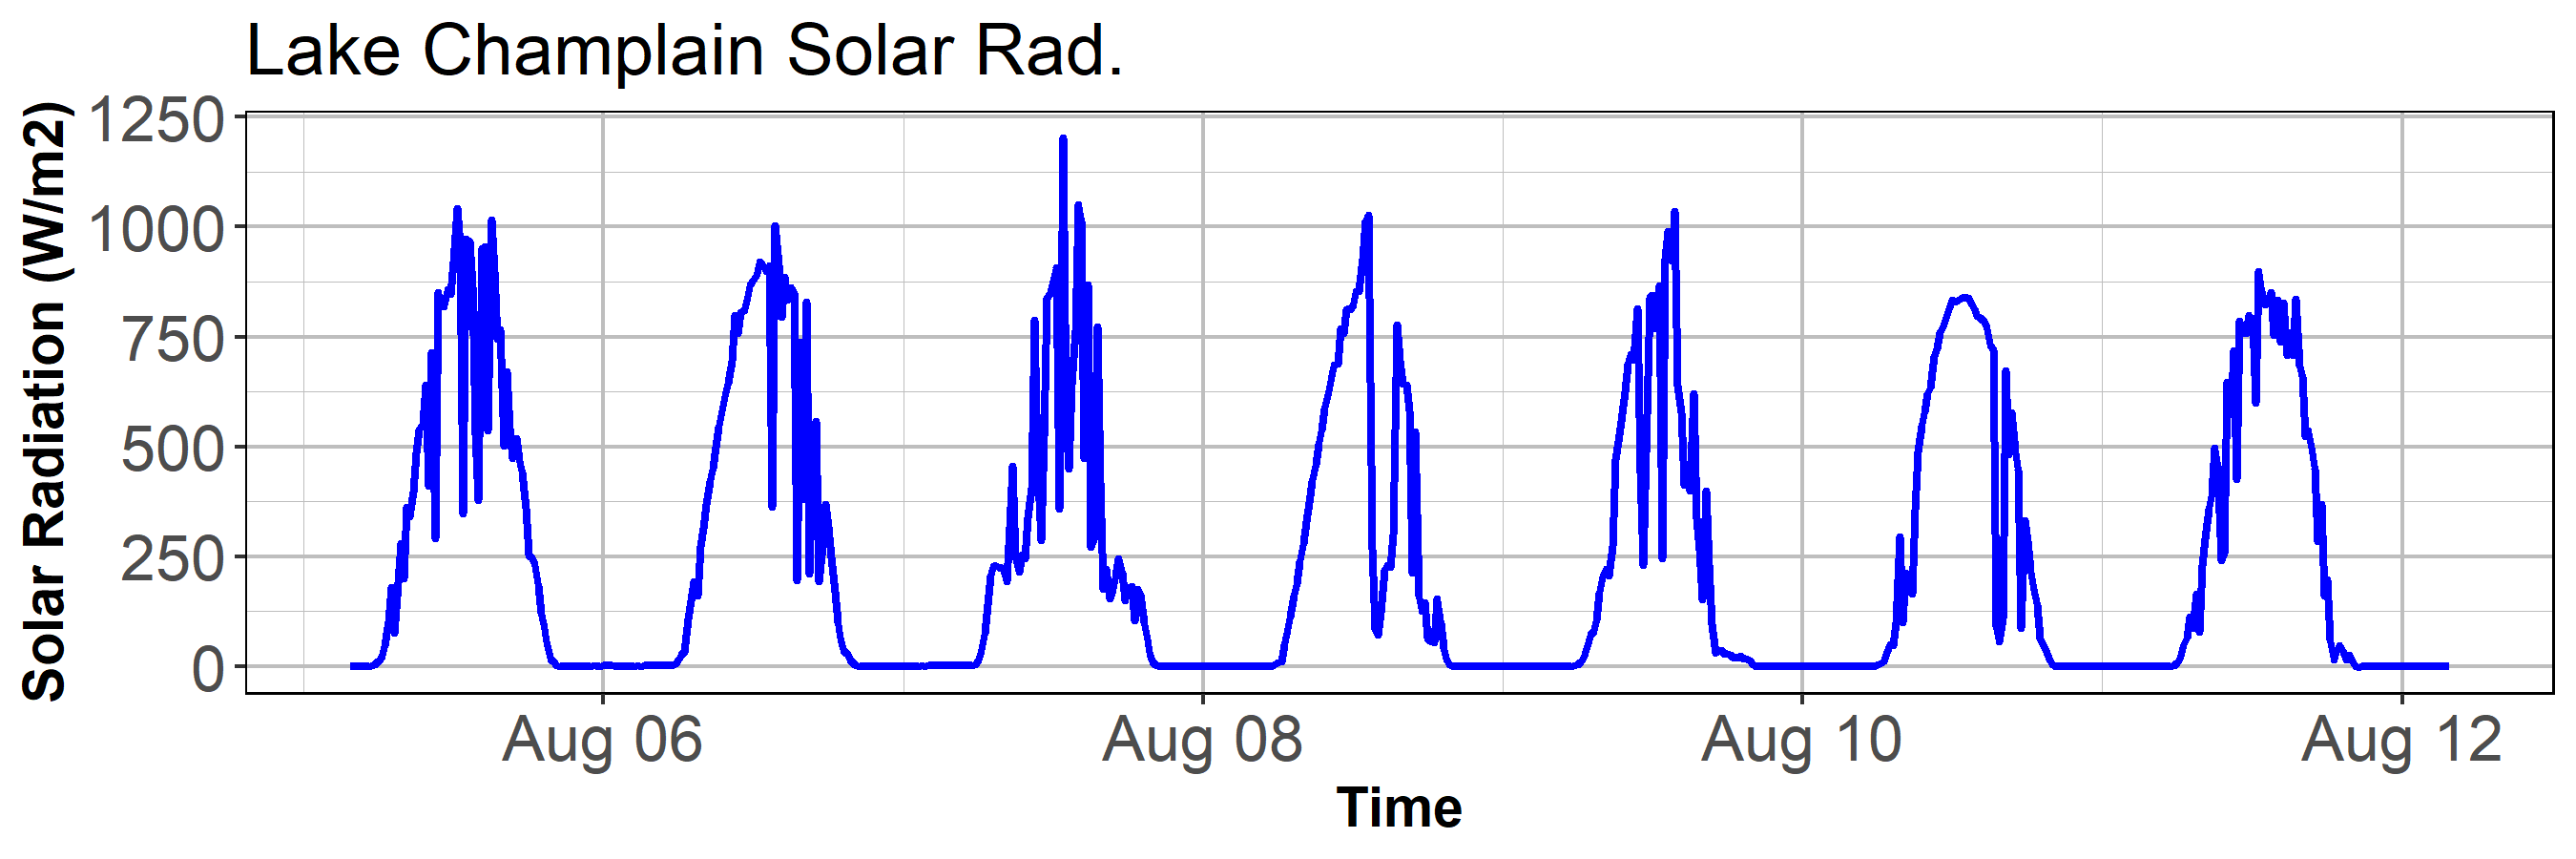 Lake Champlain Solar Rad.
Solar Radiation (W/m2)
1250
1000
750
500
250
0
Aug 06 Aug 08 Aug 10 Aug 12
Time